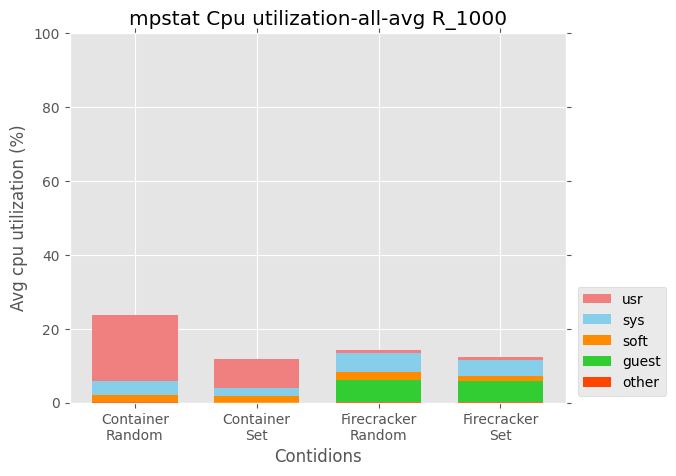 mpstat Cpu utilization-all-avg R_1000
Avg cpu utilization (%)
100
80
60
40
20
0
Container
Random
Container
Set
Firecracker
Random
Firecracker
Set
Contidions
usr
sys
soft
guest
other